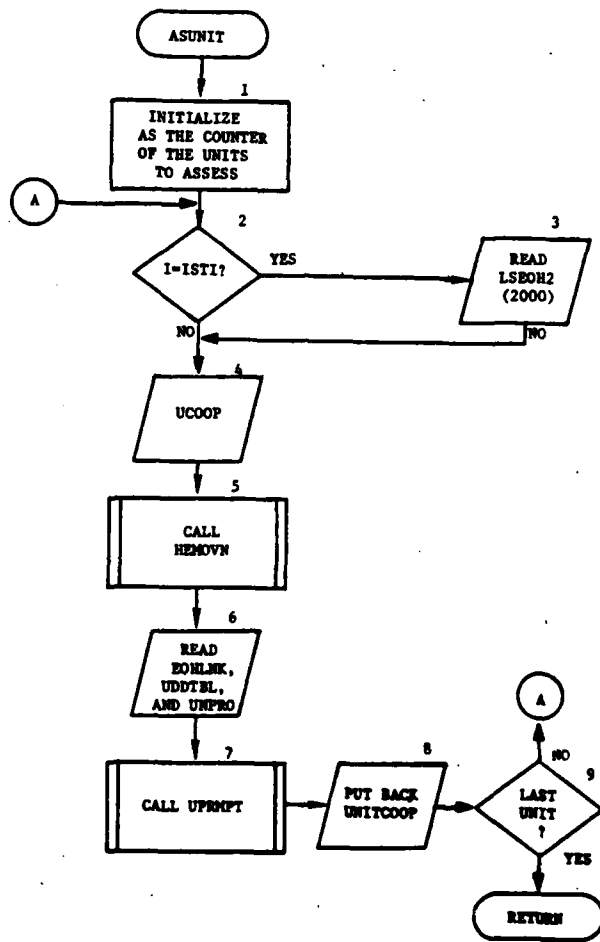 ASUNIT
1
INITIALIZE
AS THE COUNTER
OF THE UNITS
TO ASSESS
A
2
I=ISTI?
YES
NO
3
READ
LSEOH2
(2000)
NO
4
UCOOP
5
CALL
HEMOVN
6
READ
EOHLNK,
UDDTBL,
AND UNPRO
7
CALL UPRMPT
8
PUT BACK
UNITCOOP
A
NO
9
LAST
UNIT
?
YES
RETURN